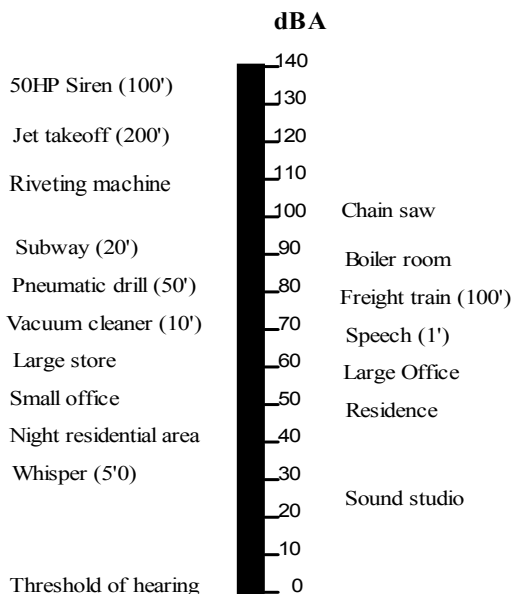 dBA
140
50HP Siren (100')
130
Jet takeoff (200')
120
Riveting machine
110
100
Chain saw
Subway (20')
90
Boiler room
Pneumatic drill (50')
80
Freight train (100')
Vacuum cleaner (10')
70
Speech (1')
Large store
60
Large Office
Small office
50
Residence
Night residential area
40
Whisper (5'0)
30
Sound studio
20
10
Threshold of hearing
0